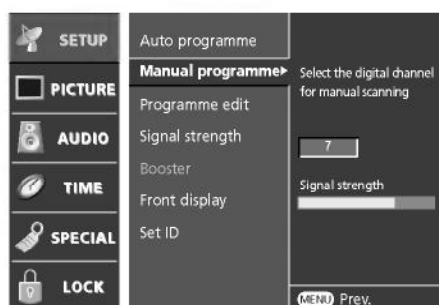 SETUP
PICTURE
AUDIO
TIME
SPECIAL
LOCK
Auto programme
Manual programme
Programme edit
Signal strength
Booster
Front display
Set ID
Select the digital channel
for manual scanning
7
Signal strength
MENU Prev.